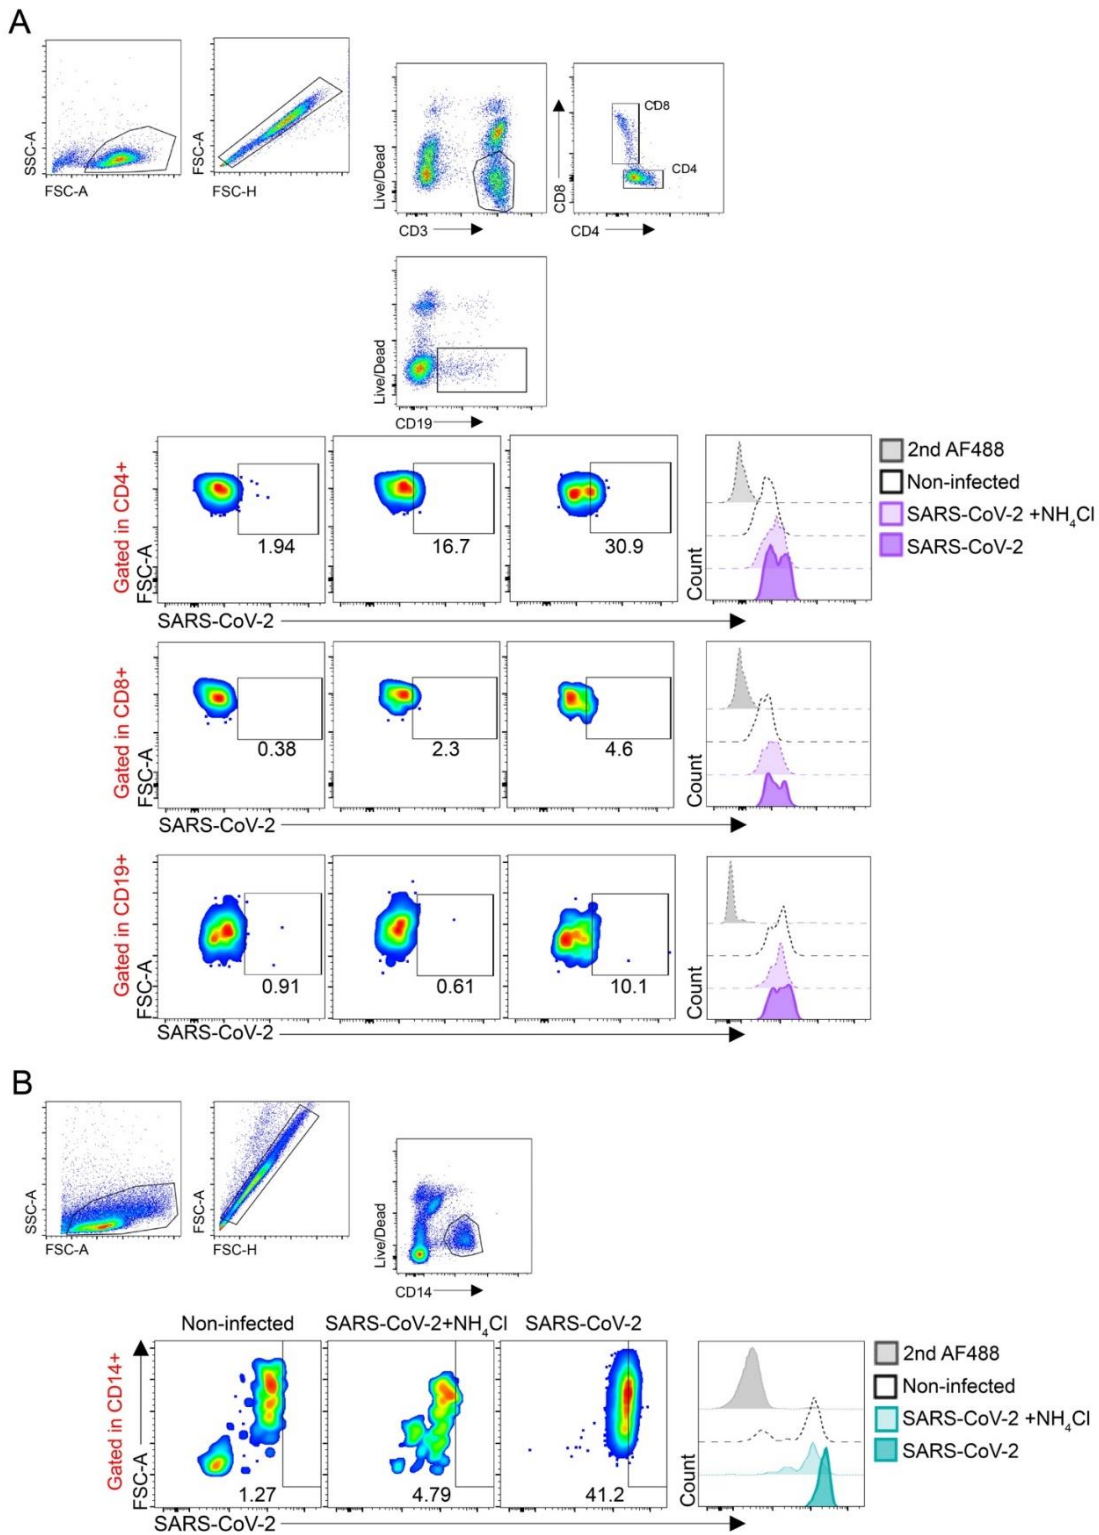 A
SSC-A
FSC-A
FSC-A
FSC-H
Live/Dead
CD3
CD8
CD8
CD4
CD4
Live/Dead
CD19
Gated in CD4+
FSC-A
1.94
16.7
30.9
SARS-CoV-2
Count
2nd AF488
Non-infected
SARS-CoV-2 +NH₄Cl
SARS-CoV-2
Gated in CD8+
FSC-A
0.38
2.3
4.6
SARS-CoV-2
Count
Gated in CD19+
FSC-A
0.91
0.61
10.1
SARS-CoV-2
Count
B
SSC-A
FSC-A
FSC-A
FSC-H
Live/Dead
CD14
Non-infected
SARS-CoV-2+NH₄Cl
SARS-CoV-2
Gated in CD14+
FSC-A
1.27
4.79
41.2
SARS-CoV-2
Count
2nd AF488
Non-infected
SARS-CoV-2 +NH₄Cl
SARS-CoV-2